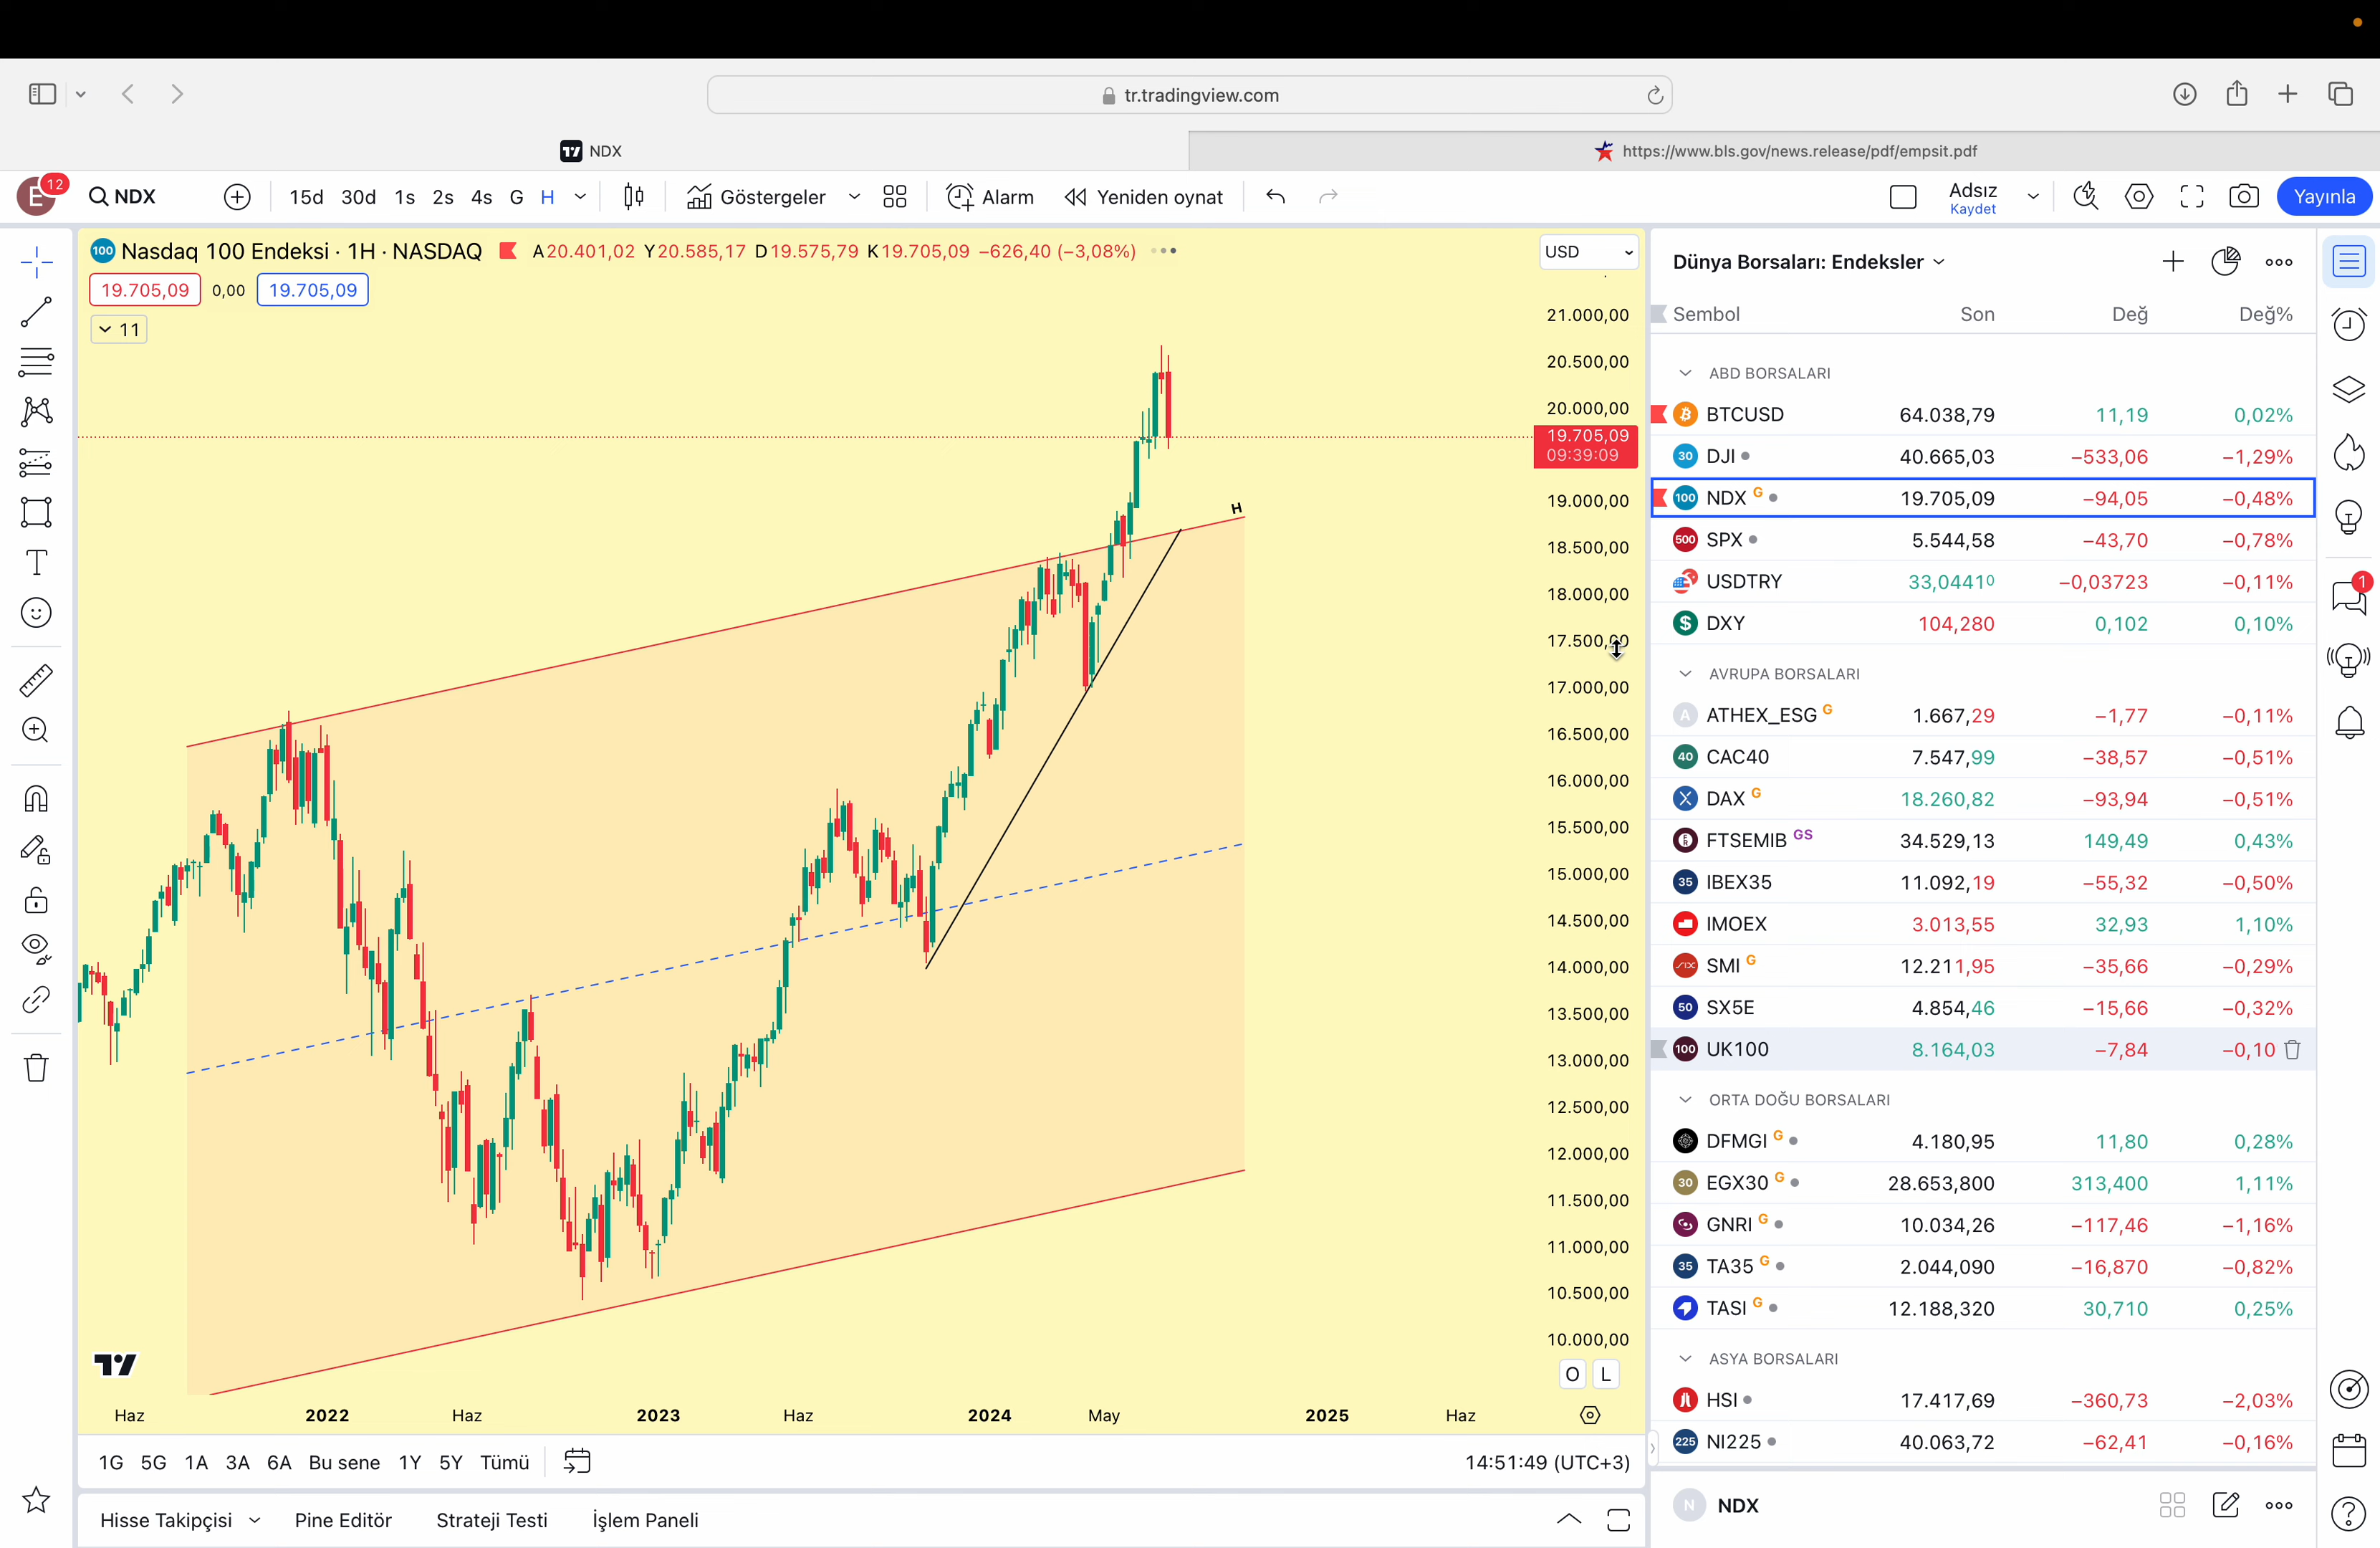 tr.tradingview.com
NDX
https://www.bls.gov/news.release/pdf/empsit.pdf
E 12
NDX 15d 30d 1s 2s 4s G H Göstergeler Alarm Yeniden oynat Adsız Yayınla
Kaydet
100 Nasdaq 100 Endeksi · 1H · NASDAQ A20.401,02 Y20.585,17 D19.575,79 K19.705,09 −626,40 (−3,08%)
USD
19.705,09 0,00 19.705,09
11
21.000,00
20.500,00
20.000,00
19.705,09
09:39:09
19.000,00
18.500,00
18.000,00
17.500,00
17.000,00
16.500,00
16.000,00
15.500,00
15.000,00
14.500,00
14.000,00
13.500,00
13.000,00
12.500,00
12.000,00
11.500,00
11.000,00
10.500,00
10.000,00
H
O L
Haz 2022 Haz 2023 Haz 2024 May 2025 Haz
1G 5G 1A 3A 6A Bu sene 1Y 5Y Tümü 14:51:49 (UTC+3)
Hisse Takipçisi Pine Editör Strateji Testi İşlem Paneli
Dünya Borsaları: Endeksler
Sembol Son Değ Değ%
ABD BORSALARI
BTCUSD 64.038,79 11,19 0,02%
30 DJI 40.665,03 −533,06 −1,29%
100 NDX G 19.705,09 −94,05 −0,48%
500 SPX 5.544,58 −43,70 −0,78%
USDTRY 33,04410 −0,03723 −0,11%
$ DXY 104,280 0,102 0,10%
AVRUPA BORSALARI
A ATHEX_ESG G 1.667,29 −1,77 −0,11%
40 CAC40 7.547,99 −38,57 −0,51%
X DAX G 18.260,82 −93,94 −0,51%
FTSEMIB GS 34.529,13 149,49 0,43%
35 IBEX35 11.092,19 −55,32 −0,50%
IMOEX 3.013,55 32,93 1,10%
SMI G 12.211,95 −35,66 −0,29%
50 SX5E 4.854,46 −15,66 −0,32%
100 UK100 8.164,03 −7,84 −0,10
ORTA DOĞU BORSALARI
DFMGI G 4.180,95 11,80 0,28%
30 EGX30 G 28.653,800 313,400 1,11%
GNRI G 10.034,26 −117,46 −1,16%
35 TA35 G 2.044,090 −16,870 −0,82%
TASI G 12.188,320 30,710 0,25%
ASYA BORSALARI
HSI 17.417,69 −360,73 −2,03%
225 NI225 40.063,72 −62,41 −0,16%
N NDX
1